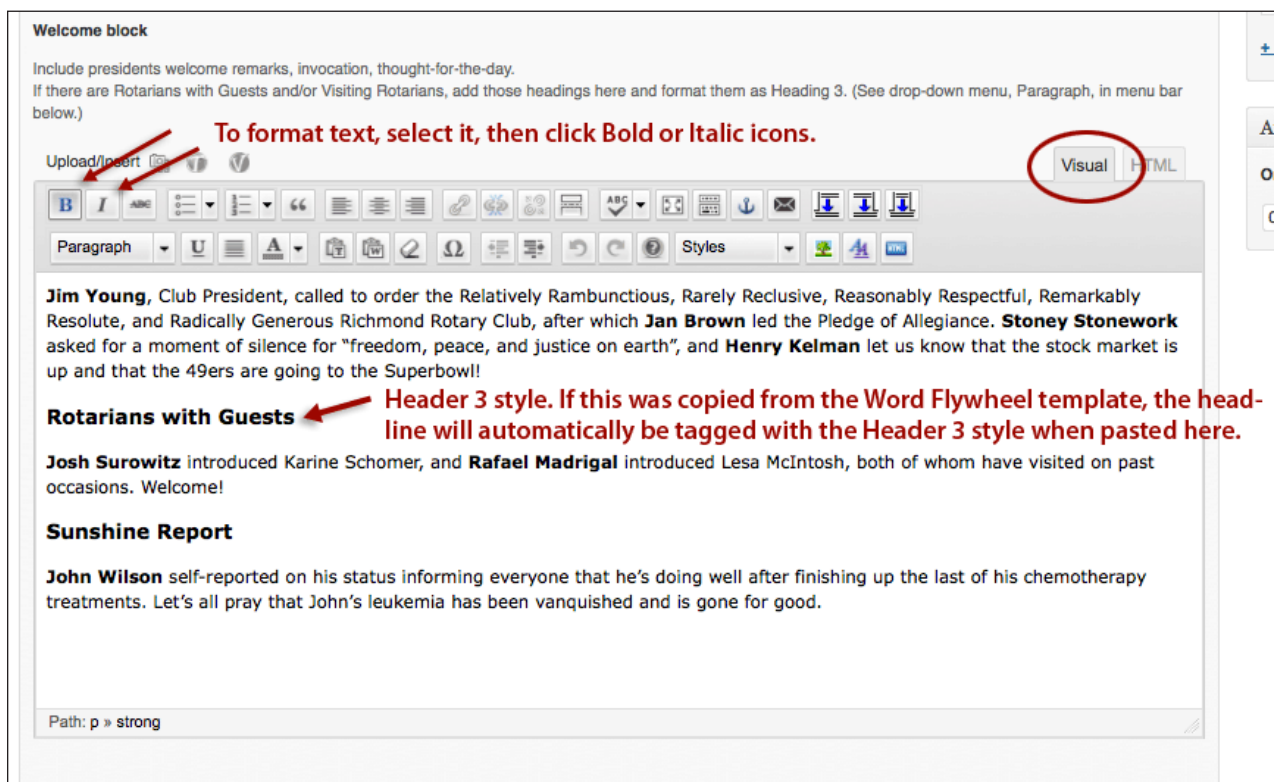 Welcome block
Include presidents welcome remarks, invocation, thought-for-the-day.
If there are Rotarians with Guests and/or Visiting Rotarians, add those headings here and format them as Heading 3. (See drop-down menu, Paragraph, in menu bar
below.)
To format text, select it, then click Bold or Italic icons.
Upload/Insert
Visual HTML
B I ABC ABC
Paragraph U A T W Ω Styles HTML
Jim Young, Club President, called to order the Relatively Rambunctious, Rarely Reclusive, Reasonably Respectful, Remarkably
Resolute, and Radically Generous Richmond Rotary Club, after which Jan Brown led the Pledge of Allegiance. Stoney Stonework
asked for a moment of silence for “freedom, peace, and justice on earth”, and Henry Kelman let us know that the stock market is
up and that the 49ers are going to the Superbowl!
Rotarians with Guests
Header 3 style. If this was copied from the Word Flywheel template, the head-
line will automatically be tagged with the Header 3 style when pasted here.
Josh Surowitz introduced Karine Schomer, and Rafael Madrigal introduced Lesa McIntosh, both of whom have visited on past
occasions. Welcome!
Sunshine Report
John Wilson self-reported on his status informing everyone that he’s doing well after finishing up the last of his chemotherapy
treatments. Let’s all pray that John’s leukemia has been vanquished and is gone for good.
Path: p » strong